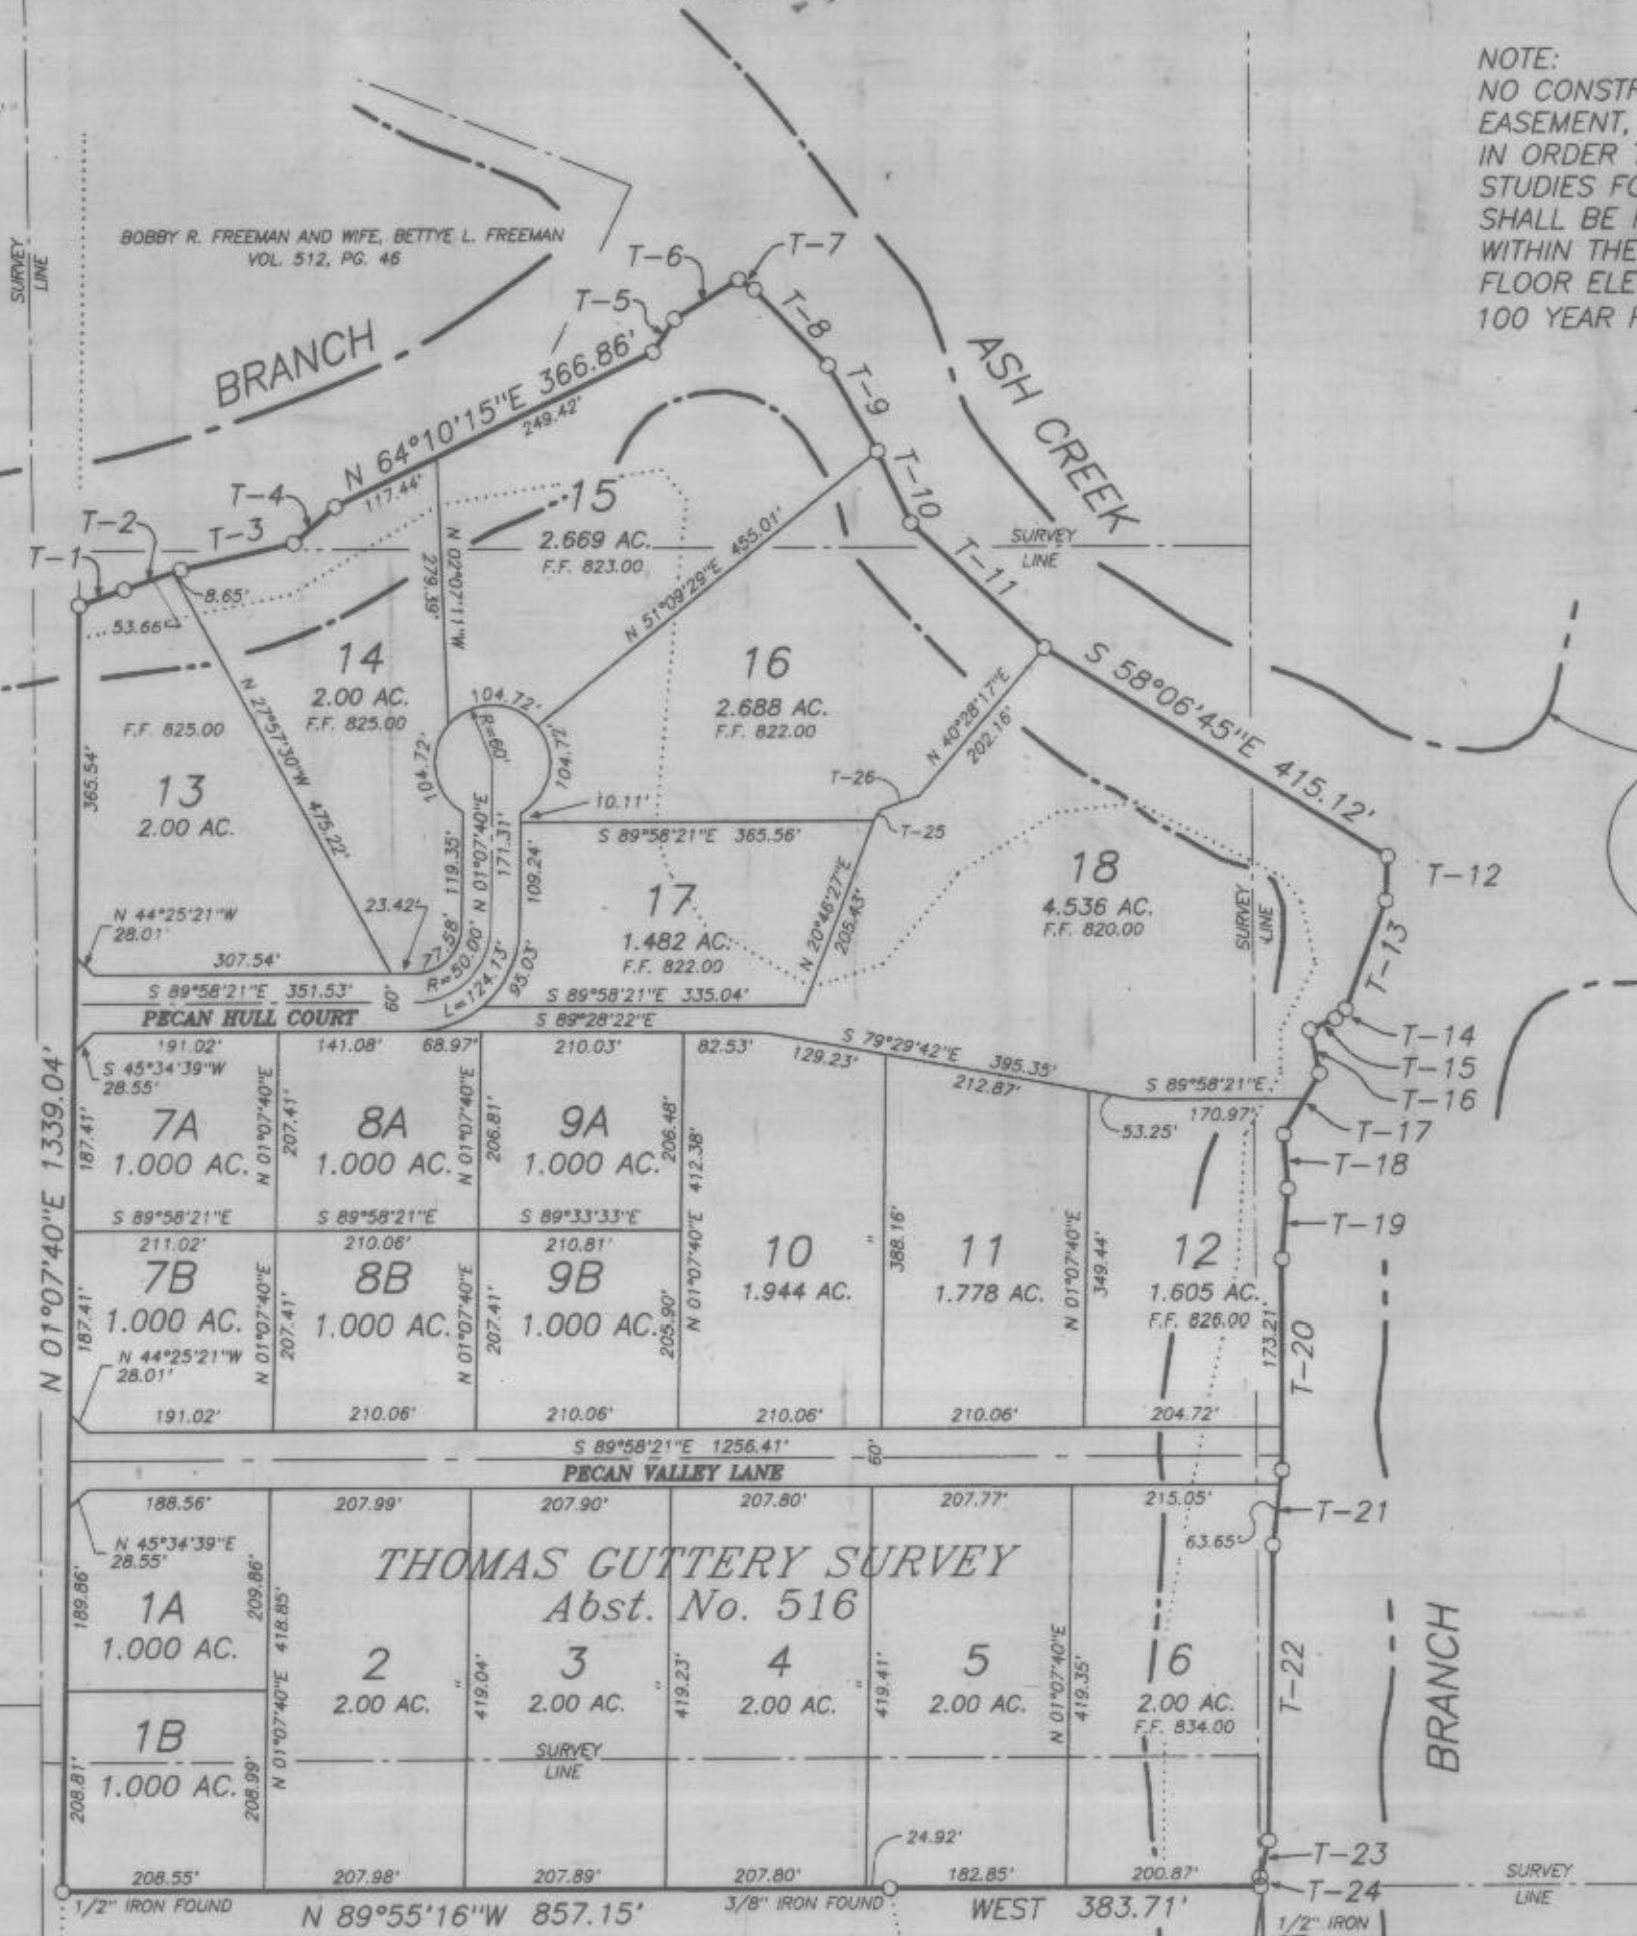 NOTE:
NO CONSTR
EASEMENT,
IN ORDER
STUDIES FO
SHALL BE
WITHIN THE
FLOOR ELE
100 YEAR
SURVEY
LINE
BOBBY R. FREEMAN AND WIFE, BETTYE L. FREEMAN
VOL. 512, PG. 46
BRANCH
ASH CREEK
T-1
T-2
T-3
T-4
T-5
T-6
T-7
T-8
T-9
T-10
T-11
N 64°10'15"E 366.86'
117.44'
249.42'
SURVEY
LINE
8.65'
53.66'
15
2.669 AC.
F.F. 823.00
N 02°07'11"W
279.39'
N 51°09'29"E 455.01'
14
2.00 AC.
F.F. 825.00
16
2.688 AC.
F.F. 822.00
S 58°06'45"E 415.12'
N 40°28'17"E
202.16'
F.F. 825.00
13
2.00 AC.
365.54'
N 27°57'30"W 475.22'
104.72'
104.72'
104.72'
R=60'
10.11'
T-26
T-25
S 89°58'21"E 365.56'
119.35'
N 01°07'40"E
171.31'
109.24'
17
1.482 AC.
F.F. 822.00
N 20°46'27"E
205.43'
18
4.536 AC.
F.F. 820.00
SURVEY
LINE
T-12
T-13
T-14
T-15
T-16
T-17
T-18
T-19
T-20
N 44°25'21"W
28.01'
23.42'
307.54'
77.58'
R=50.00'
L=124.13'
95.03'
S 89°58'21"E 351.53'
60'
S 89°58'21"E 335.04'
PECAN HULL COURT
S 89°28'22"E
S 79°29'42"E 395.35'
S 89°58'21"E
191.02'
141.08'
68.97'
210.03'
82.53'
129.23'
212.87'
53.25'
170.97'
S 45°34'39"W
28.55'
N 01°07'40"E 1339.04'
187.41'
7A
1.000 AC.
N 01°07'40"E
207.41'
8A
1.000 AC.
N 01°07'40"E
206.81'
9A
1.000 AC.
206.48'
412.38'
N 01°07'40"E
S 89°58'21"E
S 89°58'21"E
S 89°33'33"E
211.02'
210.06'
210.81'
187.41'
7B
1.000 AC.
N 01°07'40"E
207.41'
8B
1.000 AC.
N 01°07'40"E
207.41'
9B
1.000 AC.
205.90'
10
1.944 AC.
"
388.16'
11
1.778 AC.
N 01°07'40"E
349.44'
12
1.605 AC.
F.F. 826.00
173.21'
N 44°25'21"W
28.01'
191.02'
210.06'
210.06'
210.06'
210.06'
204.72'
S 89°58'21"E 1256.41'
60'
PECAN VALLEY LANE
188.56'
207.99'
207.90'
207.80'
207.77'
215.05'
T-21
63.65'
N 45°34'39"E
28.55'
THOMAS GUTTERY SURVEY
Abst. No. 516
189.86'
1A
1.000 AC.
209.86'
N 01°07'40"E 418.85'
2
2.00 AC.
"
419.04'
3
2.00 AC.
"
419.23'
4
2.00 AC.
"
419.41'
5
2.00 AC.
N 01°07'40"E
419.35'
6
2.00 AC.
F.F. 834.00
T-22
BRANCH
1B
1.000 AC.
208.81'
208.99'
SURVEY
LINE
24.92'
T-23
T-24
208.55'
207.98'
207.89'
207.80'
182.85'
200.87'
1/2" IRON FOUND
N 89°55'16"W 857.15'
3/8" IRON FOUND
WEST 383.71'
1/2" IRON
SURVEY
LINE